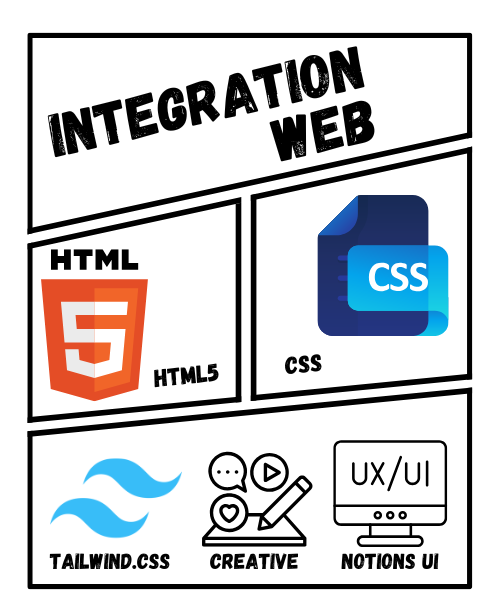 INTEGRATION
WEB
HTML
5
HTML5
CSS
CSS
UX/UI
TAILWIND.CSS
CREATIVE
NOTIONS UI